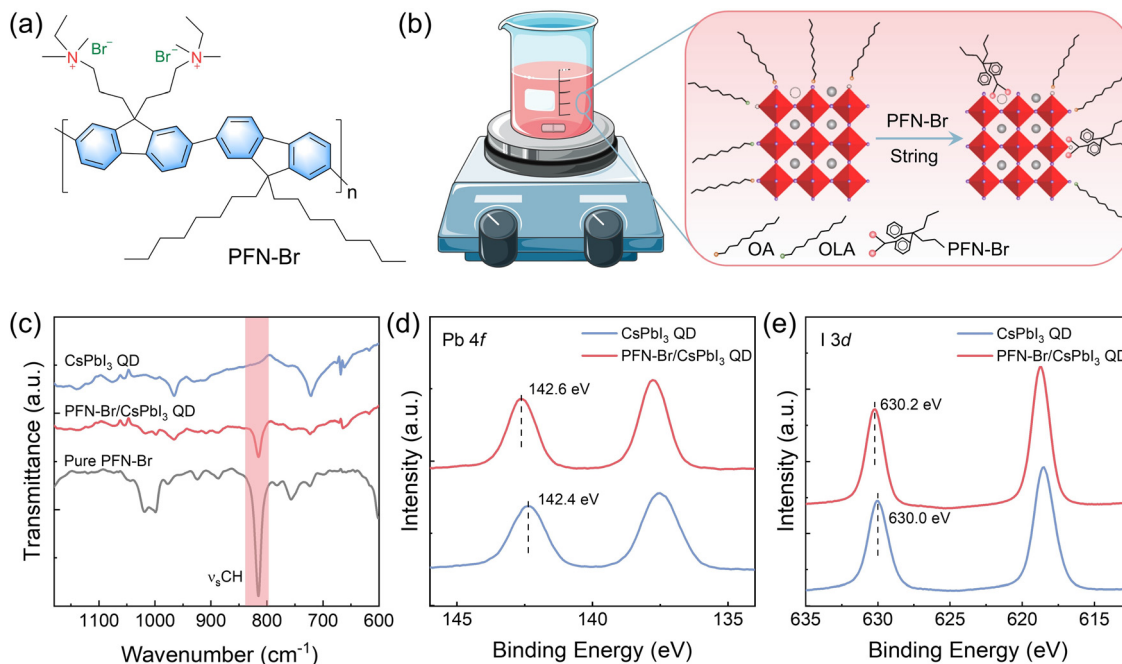 (a)
Br⁻
Br⁻
N
+
N
+
n
PFN-Br
(b)
PFN-Br
String
OA
OLA
PFN-Br
(c)
CsPbI₃ QD
PFN-Br/CsPbI₃ QD
Pure PFN-Br
νₛCH
Transmittance (a.u.)
1100 1000 900 800 700 600
Wavenumber (cm⁻¹)
(d)
Pb 4f
CsPbI₃ QD
PFN-Br/CsPbI₃ QD
142.6 eV
142.4 eV
Intensity (a.u.)
145 140 135
Binding Energy (eV)
(e)
I 3d
CsPbI₃ QD
PFN-Br/CsPbI₃ QD
630.2 eV
630.0 eV
Intensity (a.u.)
635 630 625 620 615
Binding Energy (eV)